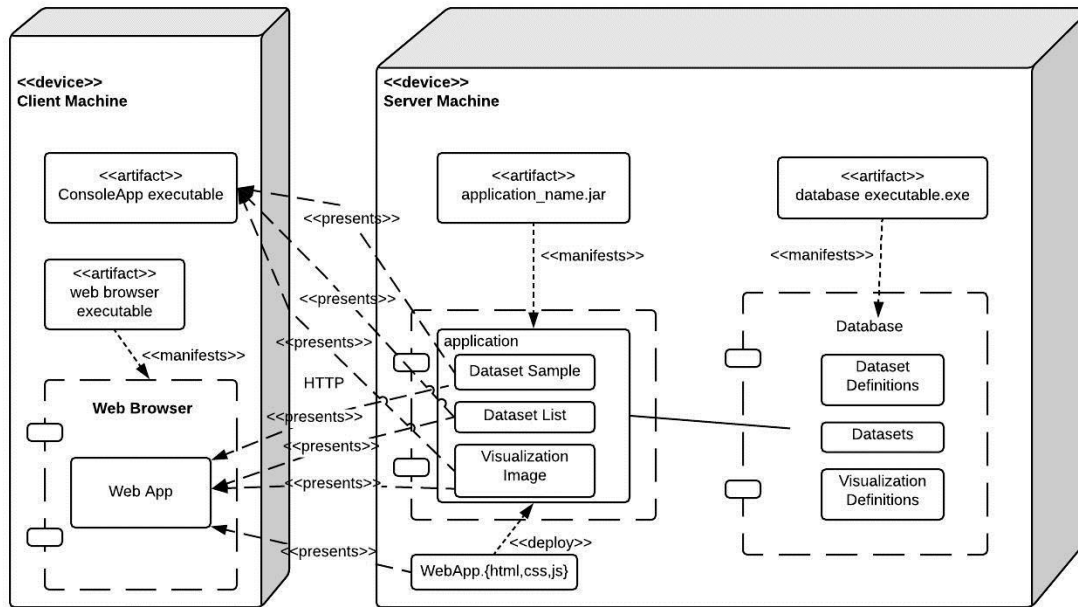 <<device>>
Client Machine
<<artifact>>
ConsoleApp executable
<<artifact>>
web browser
executable
<<manifests>>
Web Browser
Web App
<<presents>>
<<presents>>
<<presents>>
HTTP
<<presents>>
<<presents>>
<<presents>>
<<presents>>
<<device>>
Server Machine
<<artifact>>
application_name.jar
<<manifests>>
application
Dataset Sample
Dataset List
Visualization
Image
<<deploy>>
WebApp.{html,css,js}
<<artifact>>
database executable.exe
<<manifests>>
Database
Dataset
Definitions
Datasets
Visualization
Definitions